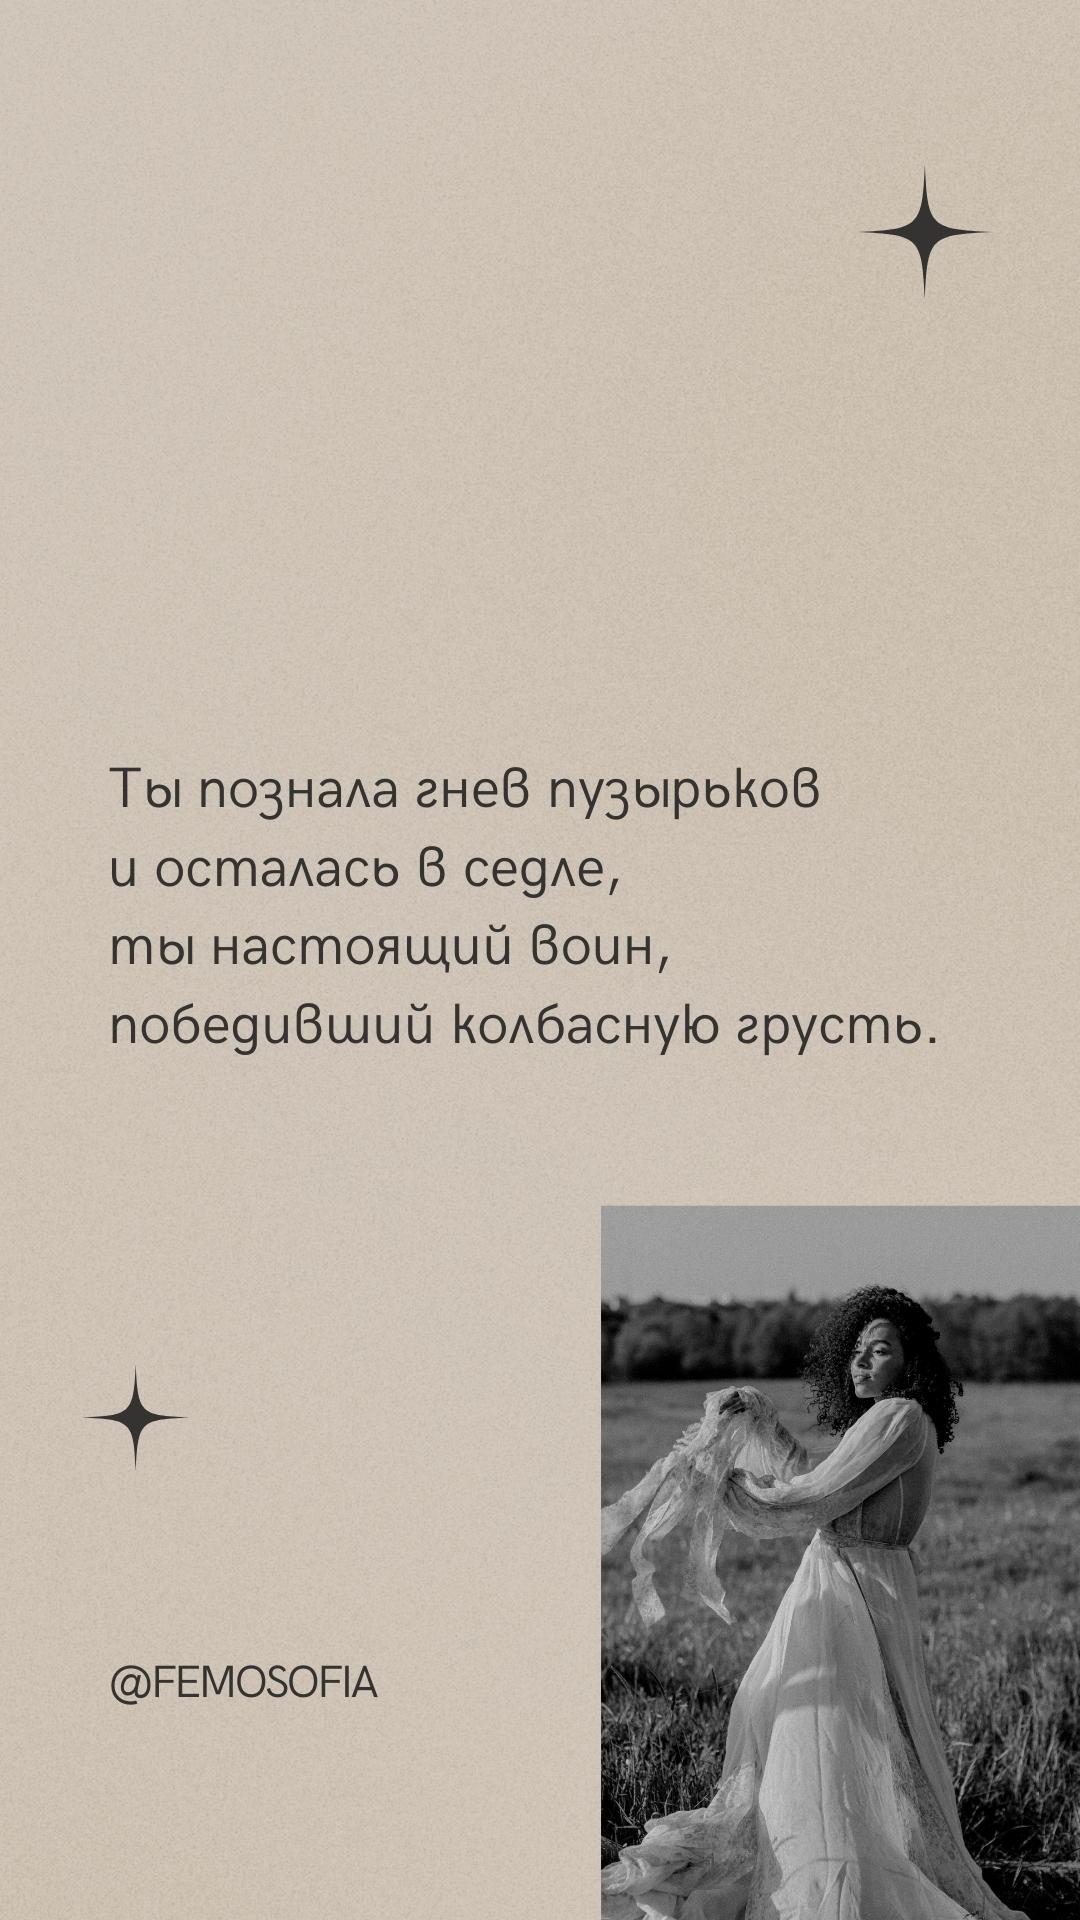 Ты познала гнев пузырьков
и осталась в седле,
ты настоящий воин,
победивший колбасную грусть.
@FEMOSOFIA